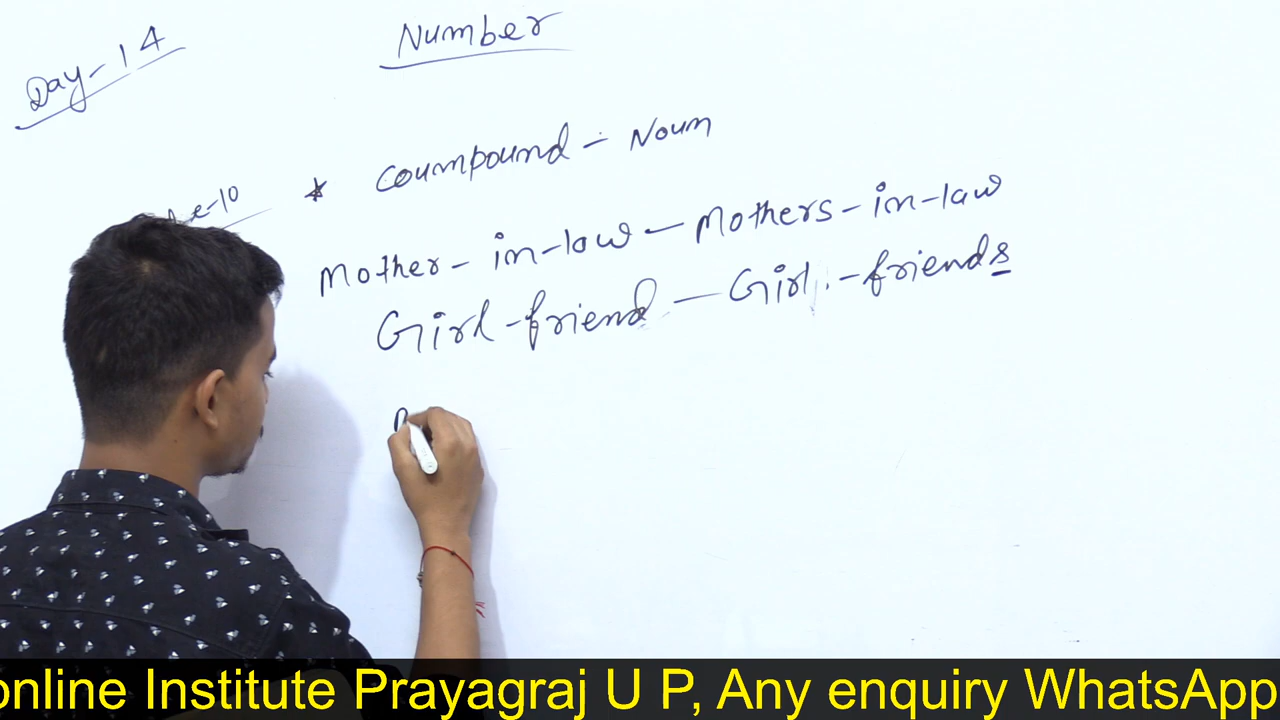 Day-14
Number
* Coumpound - Noun
Mother-in-law — Mothers-in-law
Girl-friend — Girl.-friends
online Institute Prayagraj U P, Any enquiry WhatsApp